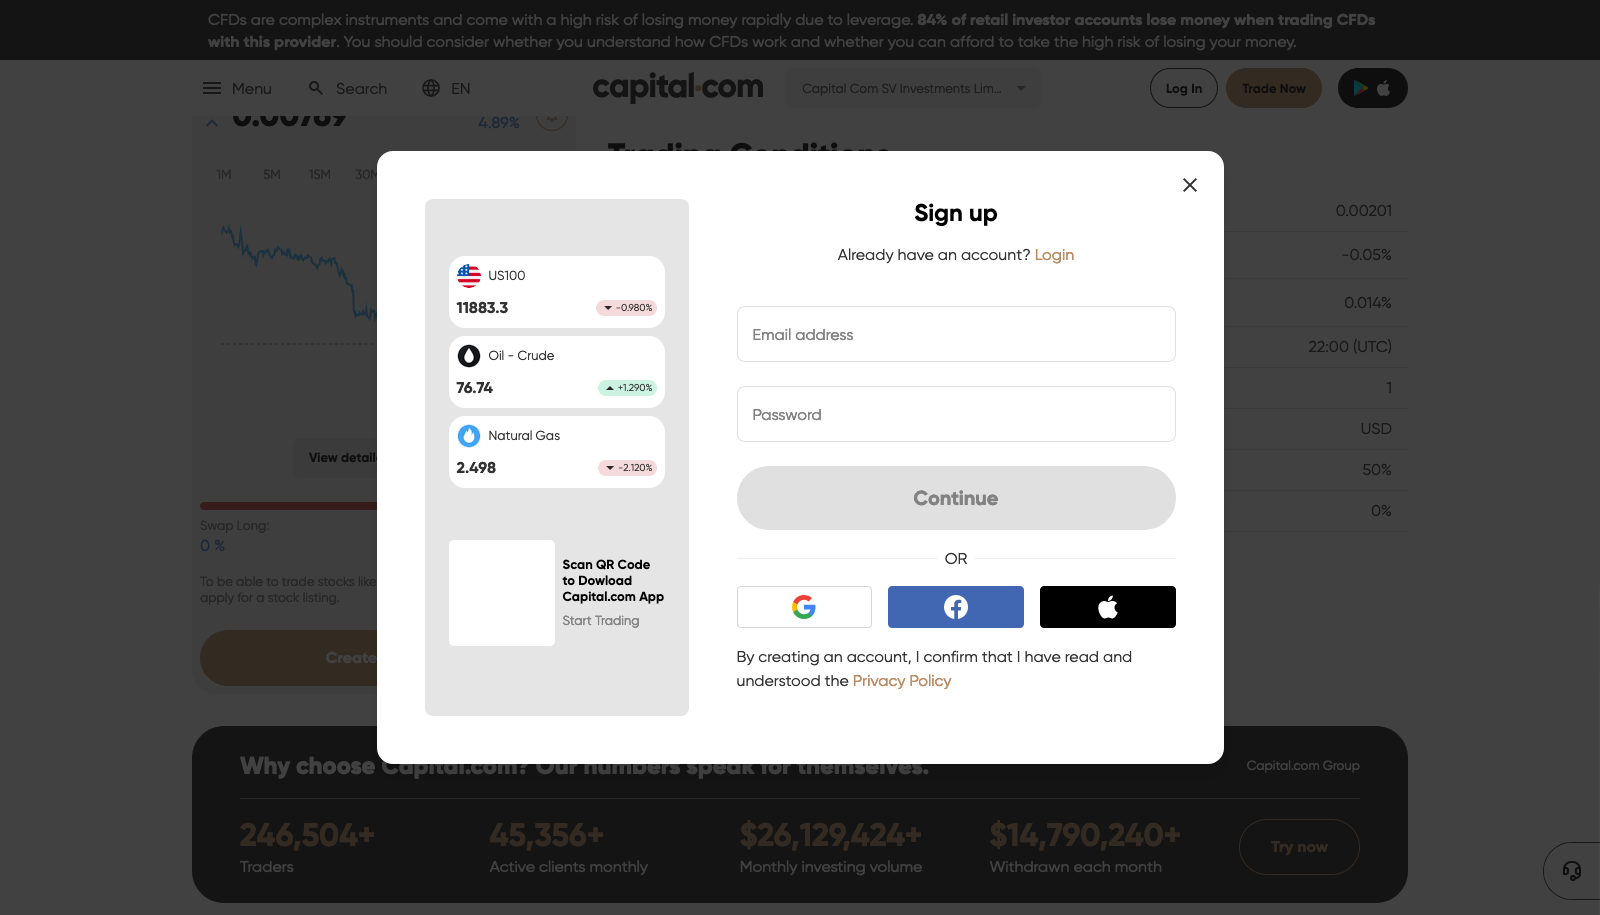 CFDs are complex instruments and come with a high risk of losing money rapidly due to leverage. 84% of retail investor accounts lose money when trading CFDs
with this provider. You should consider whether you understand how CFDs work and whether you can afford to take the high risk of losing your money.
Menu
Search
EN
capital.com
Capital Com SV Investments Lim...
Log In
Trade Now
0.00769
4.89%
Trading Conditions
1M
5M
15M
30M
0.00201
-0.05%
0.014%
22:00 (UTC)
1
USD
50%
0%
View detail
Swap Long:
0 %
To be able to trade stocks like
apply for a stock listing.
Create
US100
11883.3
-0.980%
Oil - Crude
76.74
+1.290%
Natural Gas
2.498
-2.120%
Scan QR Code
to Dowload
Capital.com App
Start Trading
Sign up
Already have an account? Login
Email address
Password
Continue
OR
By creating an account, I confirm that I have read and
understood the Privacy Policy
Why choose Capital.com? Our numbers speak for themselves.
Capital.com Group
246,504+
Traders
45,356+
Active clients monthly
$26,129,424+
Monthly investing volume
$14,790,240+
Withdrawn each month
Try now